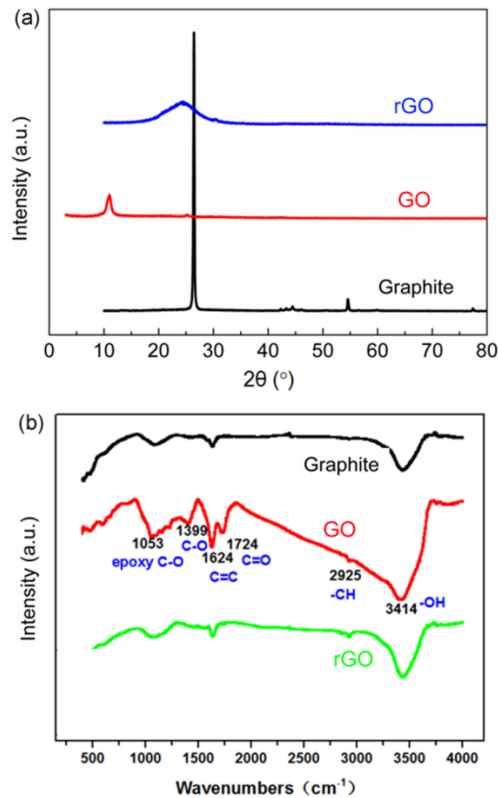 (a)
rGO
GO
Graphite
Intensity (a.u.)
0 10 20 30 40 50 60 70 80
2θ (°)
(b)
Graphite
GO
1053
1399
1724
epoxy C-O
C-O
1624
C=O
C=C
2925
-CH
3414
-OH
rGO
Intensity (a.u.)
500 1000 1500 2000 2500 3000 3500 4000
Wavenumbers (cm⁻¹)